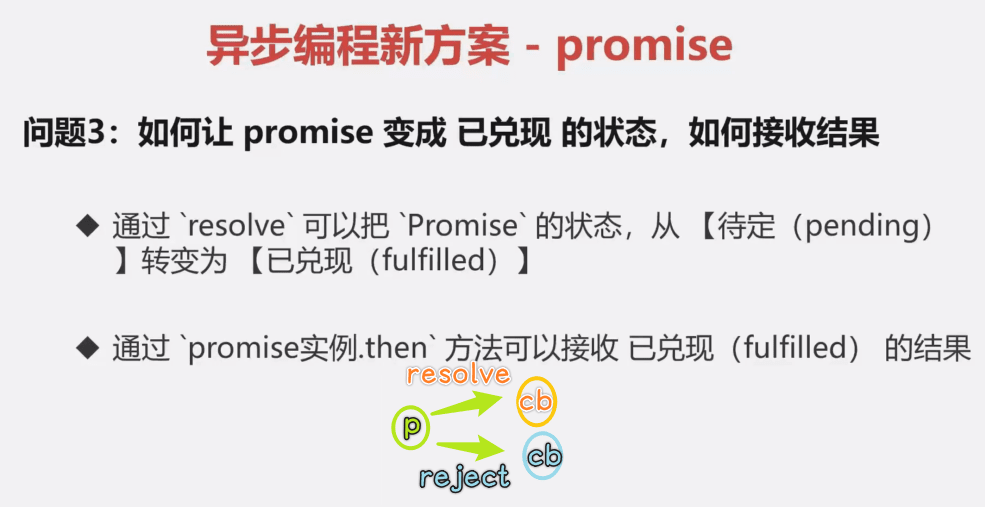 异步编程新方案 - promise
问题3：如何让 promise 变成 已兑现 的状态，如何接收结果
◆ 通过 `resolve` 可以把 `Promise` 的状态，从 【待定（pending）
】转变为 【已兑现（fulfilled）】
◆ 通过 `promise实例.then` 方法可以接收 已兑现（fulfilled） 的结果
resolve
cb
p
cb
reject